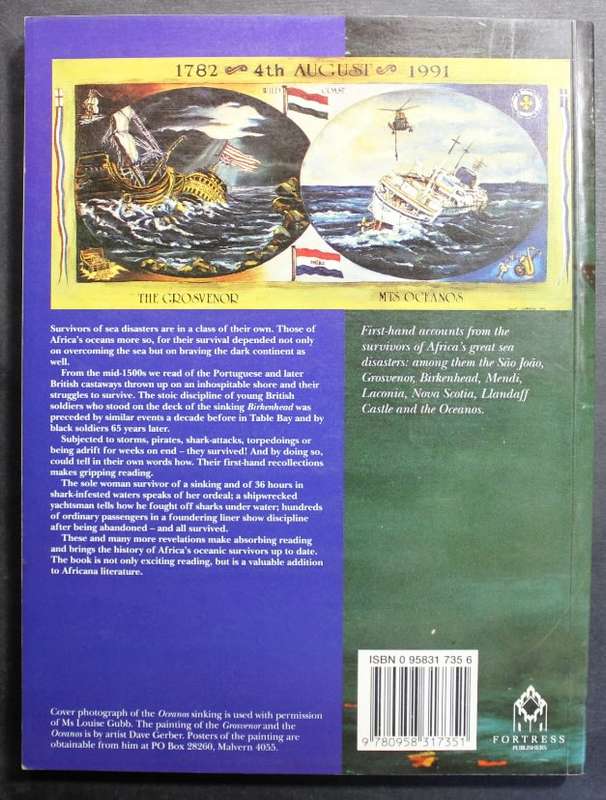 1782 4th AUGUST 1991
WILD COAST
THE GROSVENOR
MTS OCEANOS
Survivors of sea disasters are in a class of their own. Those of
Africa's oceans more so, for their survival depended not only
on overcoming the sea but on braving the dark continent as
well.
From the mid-1500s we read of the Portuguese and later
British castaways thrown up on an inhospitable shore and their
struggles to survive. The stoic discipline of young British
soldiers who stood on the deck of the sinking Birkenhead was
preceded by similar events a decade before in Table Bay and by
black soldiers 65 years later.
Subjected to storms, pirates, shark-attacks, torpedoings or
being adrift for weeks on end – they survived! And by doing so,
could tell in their own words how. Their first-hand recollections
makes gripping reading.
The sole woman survivor of a sinking and of 36 hours in
shark-infested waters speaks of her ordeal; a shipwrecked
yachtsman tells how he fought off sharks under water; hundreds
of ordinary passengers in a foundering liner show discipline
after being abandoned – and all survived.
These and many more revelations make absorbing reading
and brings the history of Africa's oceanic survivors up to date.
The book is not only exciting reading, but is a valuable addition
to Africana literature.
First-hand accounts from the
survivors of Africa's great sea
disasters: among them the São João,
Grosvenor, Birkenhead, Mendi,
Laconia, Nova Scotia, Llandaff
Castle and the Oceanos.
Cover photograph of the Oceanos sinking is used with permission
of Ms Louise Gubb. The painting of the Grosvenor and the
Oceanos is by artist Dave Gerber. Posters of the painting are
obtainable from him at PO Box 28260, Malvern 4055.
ISBN 0 95831 735 6
9 780958 317351
FORTRESS
PUBLISHERS